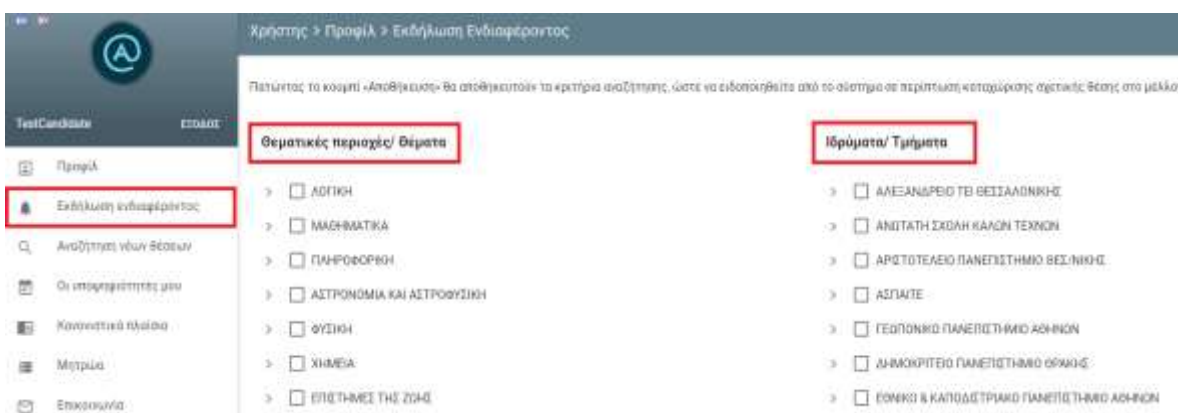 Χρήστης > Προφίλ > Εκδήλωση Ενδιαφέροντος
Πατώντας το κουμπί «Αποθήκευση» θα αποθηκευτούν τα κριτήρια αναζήτησης, ώστε να ειδοποιηθείτε από το σύστημα σε περίπτωση καταχώρισης σχετικής θέσης στο μέλλο
TestCandidate ΕΞΟΔΟΣ
Θεματικές περιοχές/ Θέματα
Ιδρύματα/ Τμήματα
Προφίλ
Εκδήλωση ενδιαφέροντος
Αναζήτηση νέων θέσεων
Οι υποψηφιότητές μου
Κανονιστικά πλαίσια
Μητρώα
Επικοινωνία
ΛΟΓΙΚΗ
ΜΑΘΗΜΑΤΙΚΑ
ΠΛΗΡΟΦΟΡΙΚΗ
ΑΣΤΡΟΝΟΜΙΑ ΚΑΙ ΑΣΤΡΟΦΥΣΙΚΗ
ΦΥΣΙΚΗ
ΧΗΜΕΙΑ
ΕΠΙΣΤΗΜΕΣ ΤΗΣ ΖΩΗΣ
ΑΛΕΞΑΝΔΡΕΙΟ ΤΕΙ ΘΕΣΣΑΛΟΝΙΚΗΣ
ΑΝΩΤΑΤΗ ΣΧΟΛΗ ΚΑΛΩΝ ΤΕΧΝΩΝ
ΑΡΙΣΤΟΤΕΛΕΙΟ ΠΑΝΕΠΙΣΤΗΜΙΟ ΘΕΣ/ΝΙΚΗΣ
ΑΣΠΑΙΤΕ
ΓΕΩΠΟΝΙΚΟ ΠΑΝΕΠΙΣΤΗΜΙΟ ΑΘΗΝΩΝ
ΔΗΜΟΚΡΙΤΕΙΟ ΠΑΝΕΠΙΣΤΗΜΙΟ ΘΡΑΚΗΣ
ΕΘΝΙΚΟ & ΚΑΠΟΔΙΣΤΡΙΑΚΟ ΠΑΝΕΠΙΣΤΗΜΙΟ ΑΘΗΝΩΝ